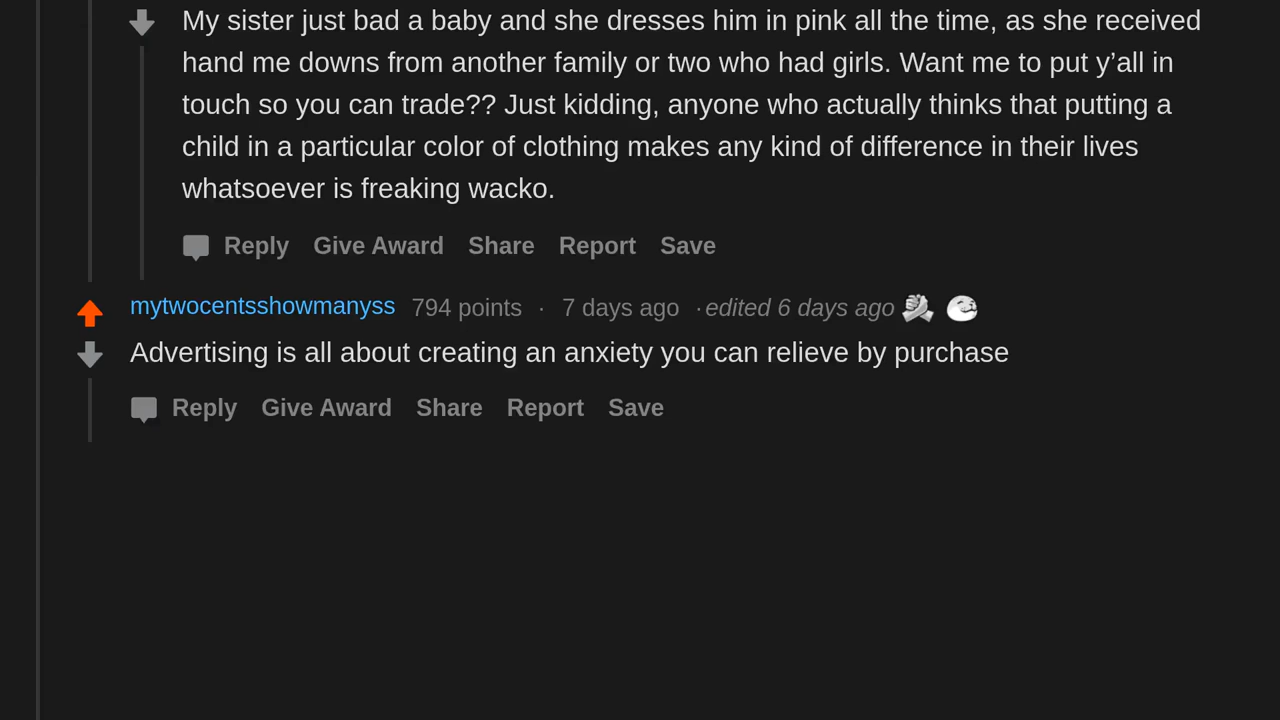 My sister just bad a baby and she dresses him in pink all the time, as she received
hand me downs from another family or two who had girls. Want me to put y’all in
touch so you can trade?? Just kidding, anyone who actually thinks that putting a
child in a particular color of clothing makes any kind of difference in their lives
whatsoever is freaking wacko.
Reply Give Award Share Report Save
mytwocentsshowmanyss 794 points · 7 days ago · edited 6 days ago
Advertising is all about creating an anxiety you can relieve by purchase
Reply Give Award Share Report Save